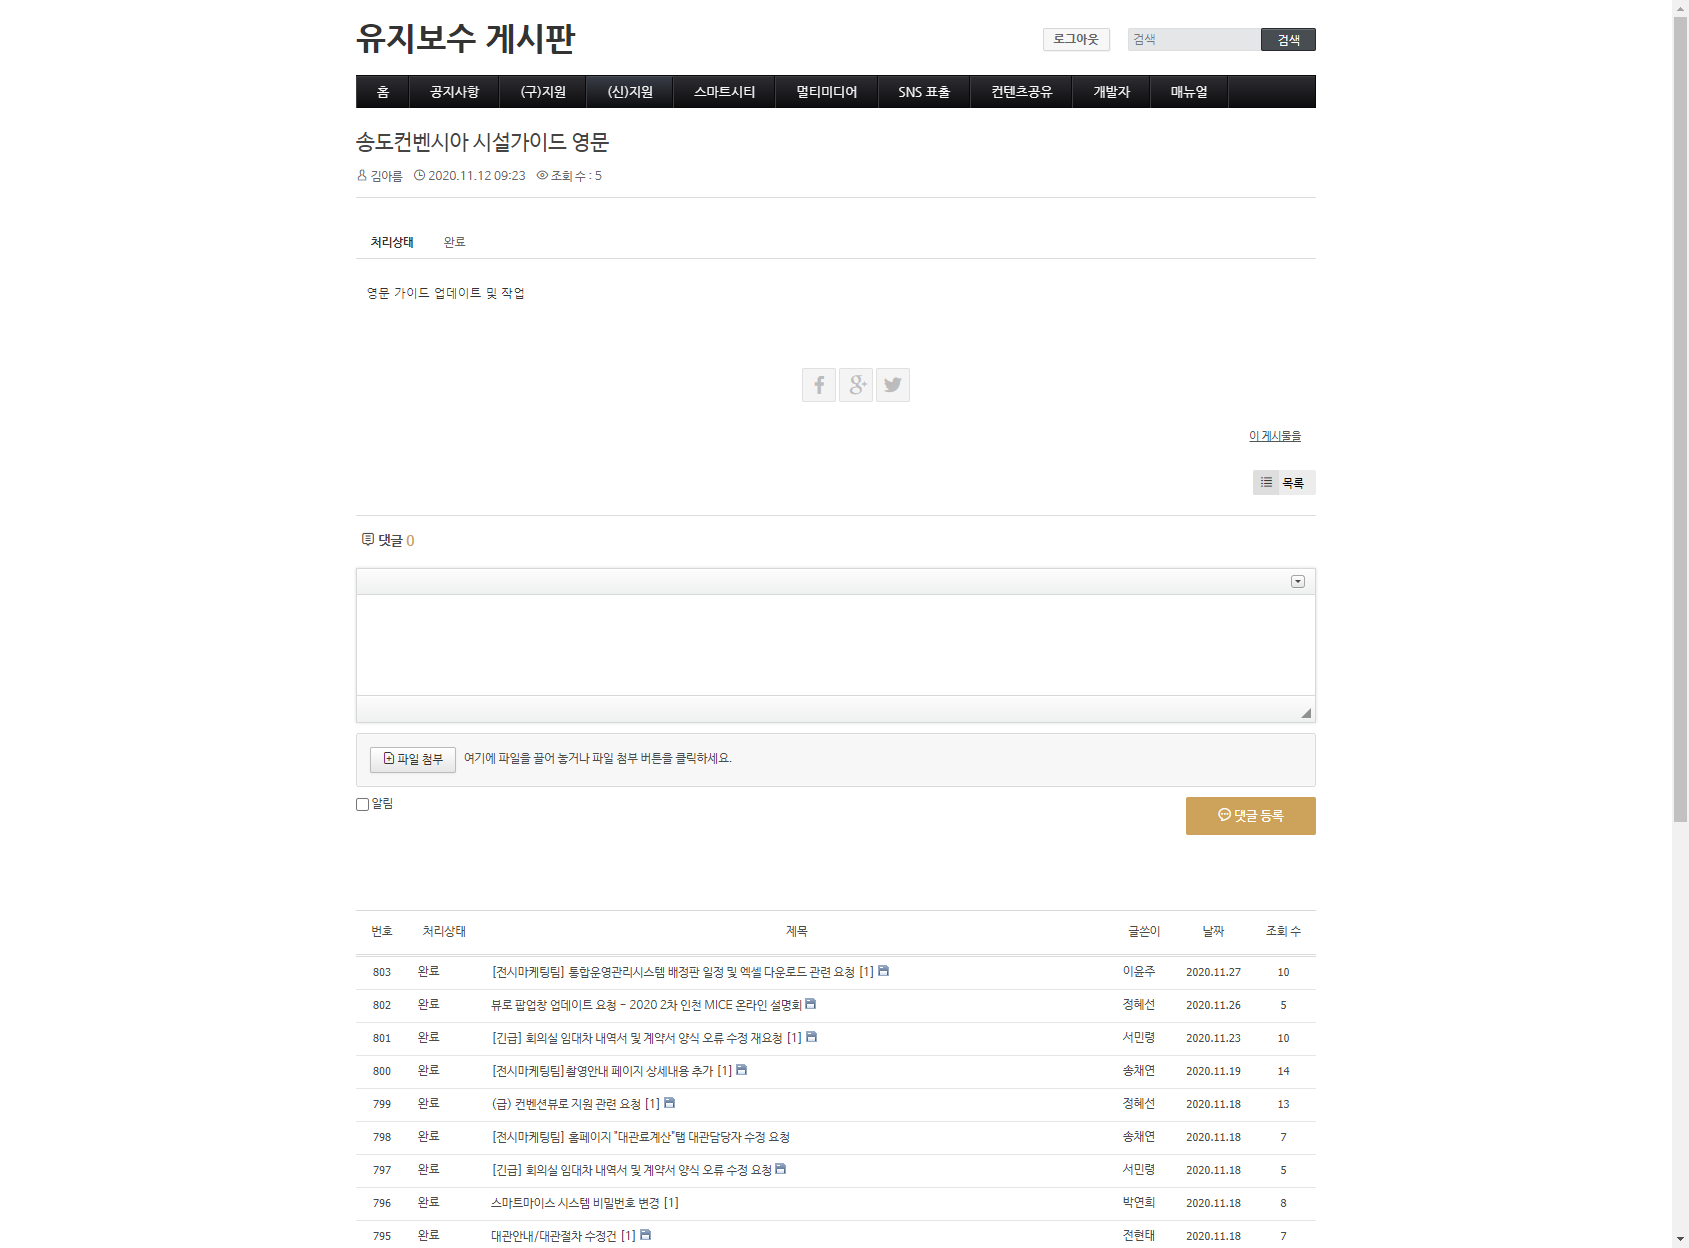 유지보수 게시판
로그아웃 검색 검색
홈 공지사항 (구)지원 (신)지원 스마트시티 멀티미디어 SNS 표출 컨텐츠공유 개발자 매뉴얼
송도컨벤시아 시설가이드 영문
김아름 2020.11.12 09:23 조회 수 : 5
처리상태 완료
영문 가이드 업데이트 및 작업
이 게시물을
목록
댓글 0
파일 첨부 여기에 파일을 끌어 놓거나 파일 첨부 버튼을 클릭하세요.
알림
댓글 등록
번호 처리상태 제목 글쓴이 날짜 조회 수
803 완료 [전시마케팅팀] 통합운영관리시스템 배정판 일정 및 엑셀 다운로드 관련 요청 [1] 이윤주 2020.11.27 10
802 완료 뷰로 팝업창 업데이트 요청 - 2020 2차 인천 MICE 온라인 설명회 정혜선 2020.11.26 5
801 완료 [긴급] 회의실 임대차 내역서 및 계약서 양식 오류 수정 재요청 [1] 서민령 2020.11.23 10
800 완료 [전시마케팅팀]촬영안내 페이지 상세내용 추가 [1] 송채연 2020.11.19 14
799 완료 (급) 컨벤션뷰로 지원 관련 요청 [1] 정혜선 2020.11.18 13
798 완료 [전시마케팅팀] 홈페이지 "대관료계산"탭 대관담당자 수정 요청 송채연 2020.11.18 7
797 완료 [긴급] 회의실 임대차 내역서 및 계약서 양식 오류 수정 요청 서민령 2020.11.18 5
796 완료 스마트마이스 시스템 비밀번호 변경 [1] 박연희 2020.11.18 8
795 완료 대관안내/대관절차 수정건 [1] 전현태 2020.11.18 7